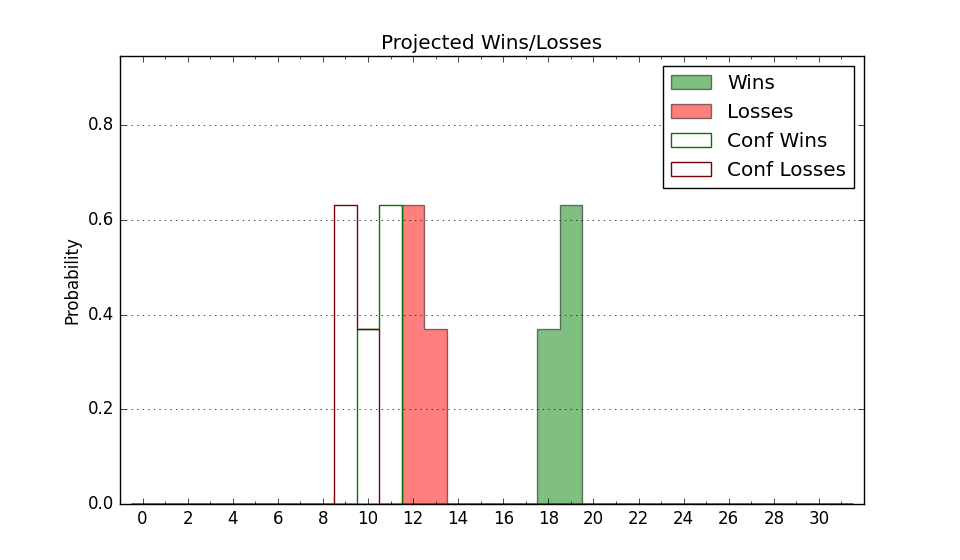 Projected Wins/Losses
Wins
Losses
Conf Wins
Conf Losses
Probability
0.8
0.6
0.4
0.2
0.0
0 2 4 6 8 10 12 14 16 18 20 22 24 26 28 30